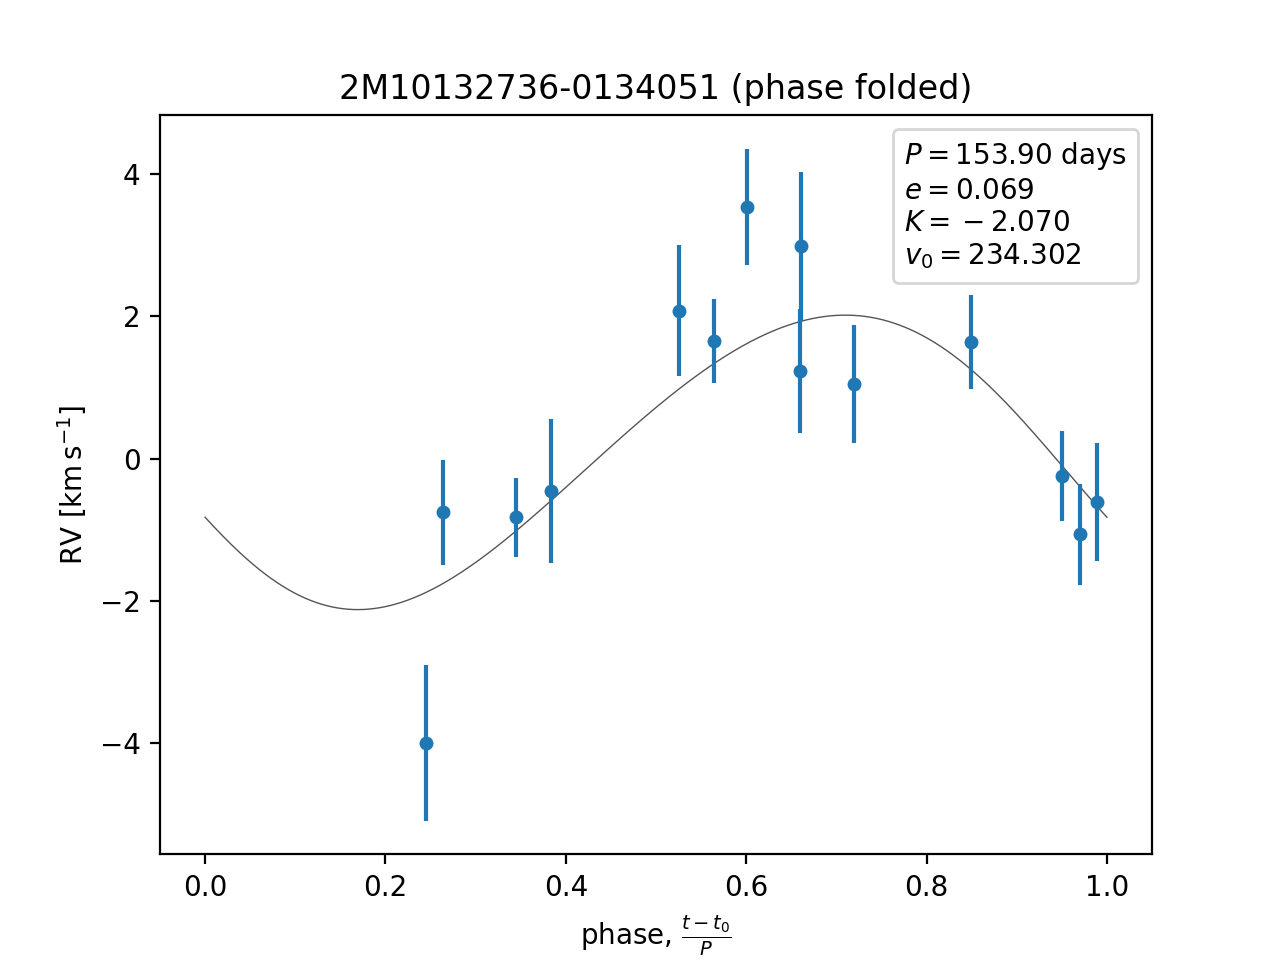 2M10132736-0134051 (phase folded)
P = 153.90 days
e = 0.069
K = −2.070
v₀ = 234.302
4
2
0
−2
−4
RV [km s⁻¹]
0.0 0.2 0.4 0.6 0.8 1.0
phase, (t − t₀)/P